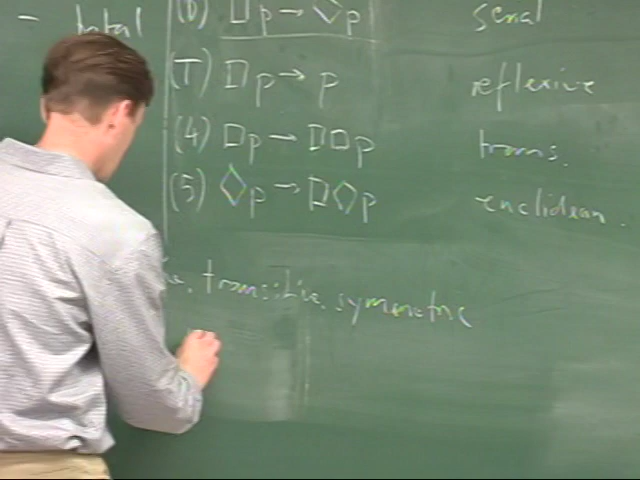 – total
(D) □p → ◇p serial
(T) □p → p reflexive
(4) □p → □□p trans.
(5) ◇p → □◇p euclidean.
transitive, symmetric